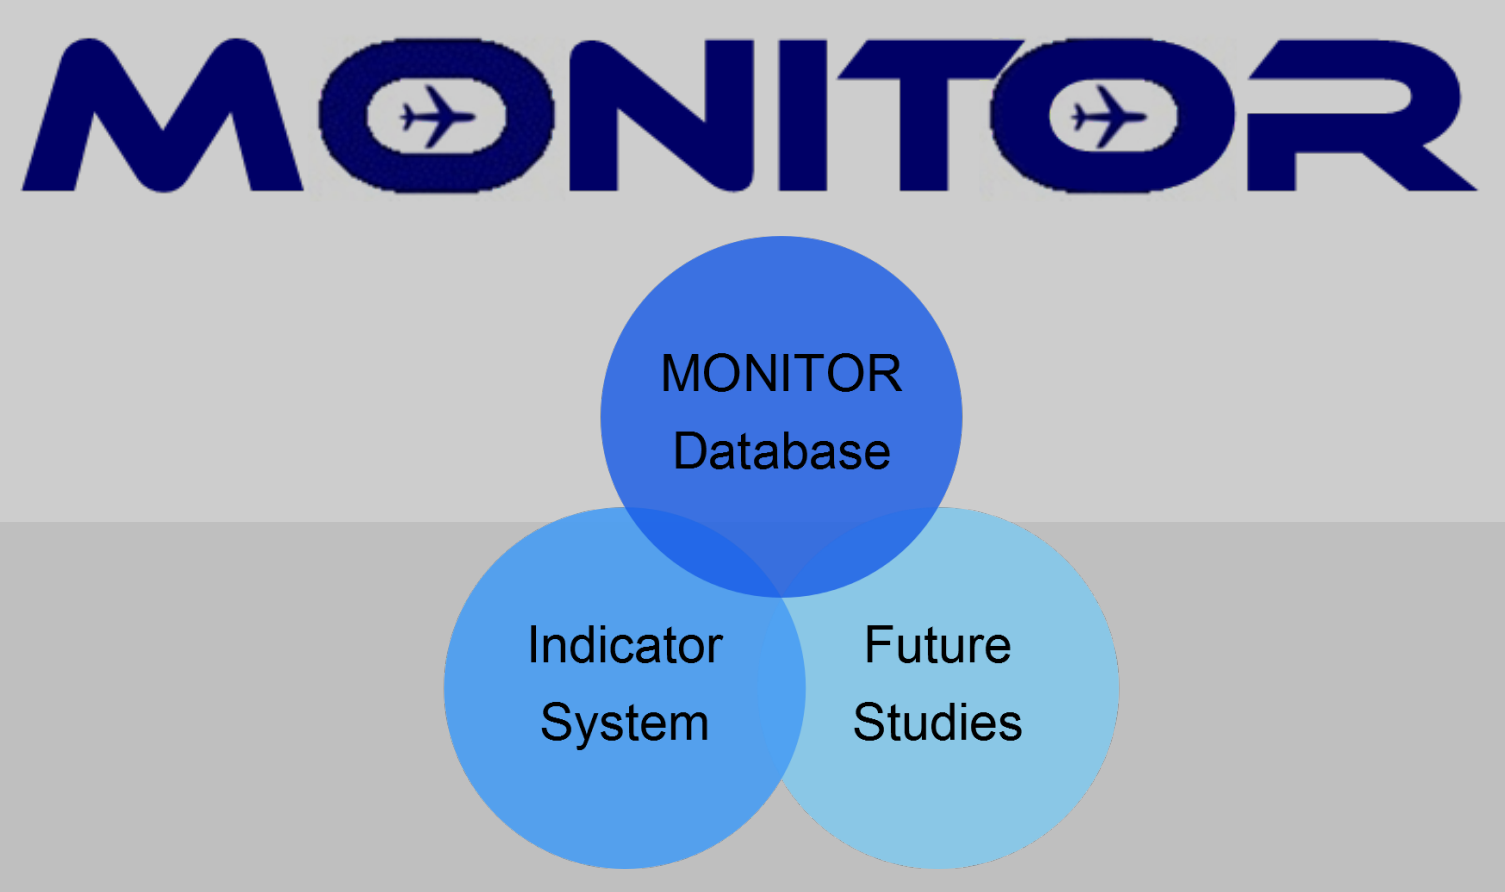 MONITOR
MONITOR
Database
Indicator
System
Future
Studies